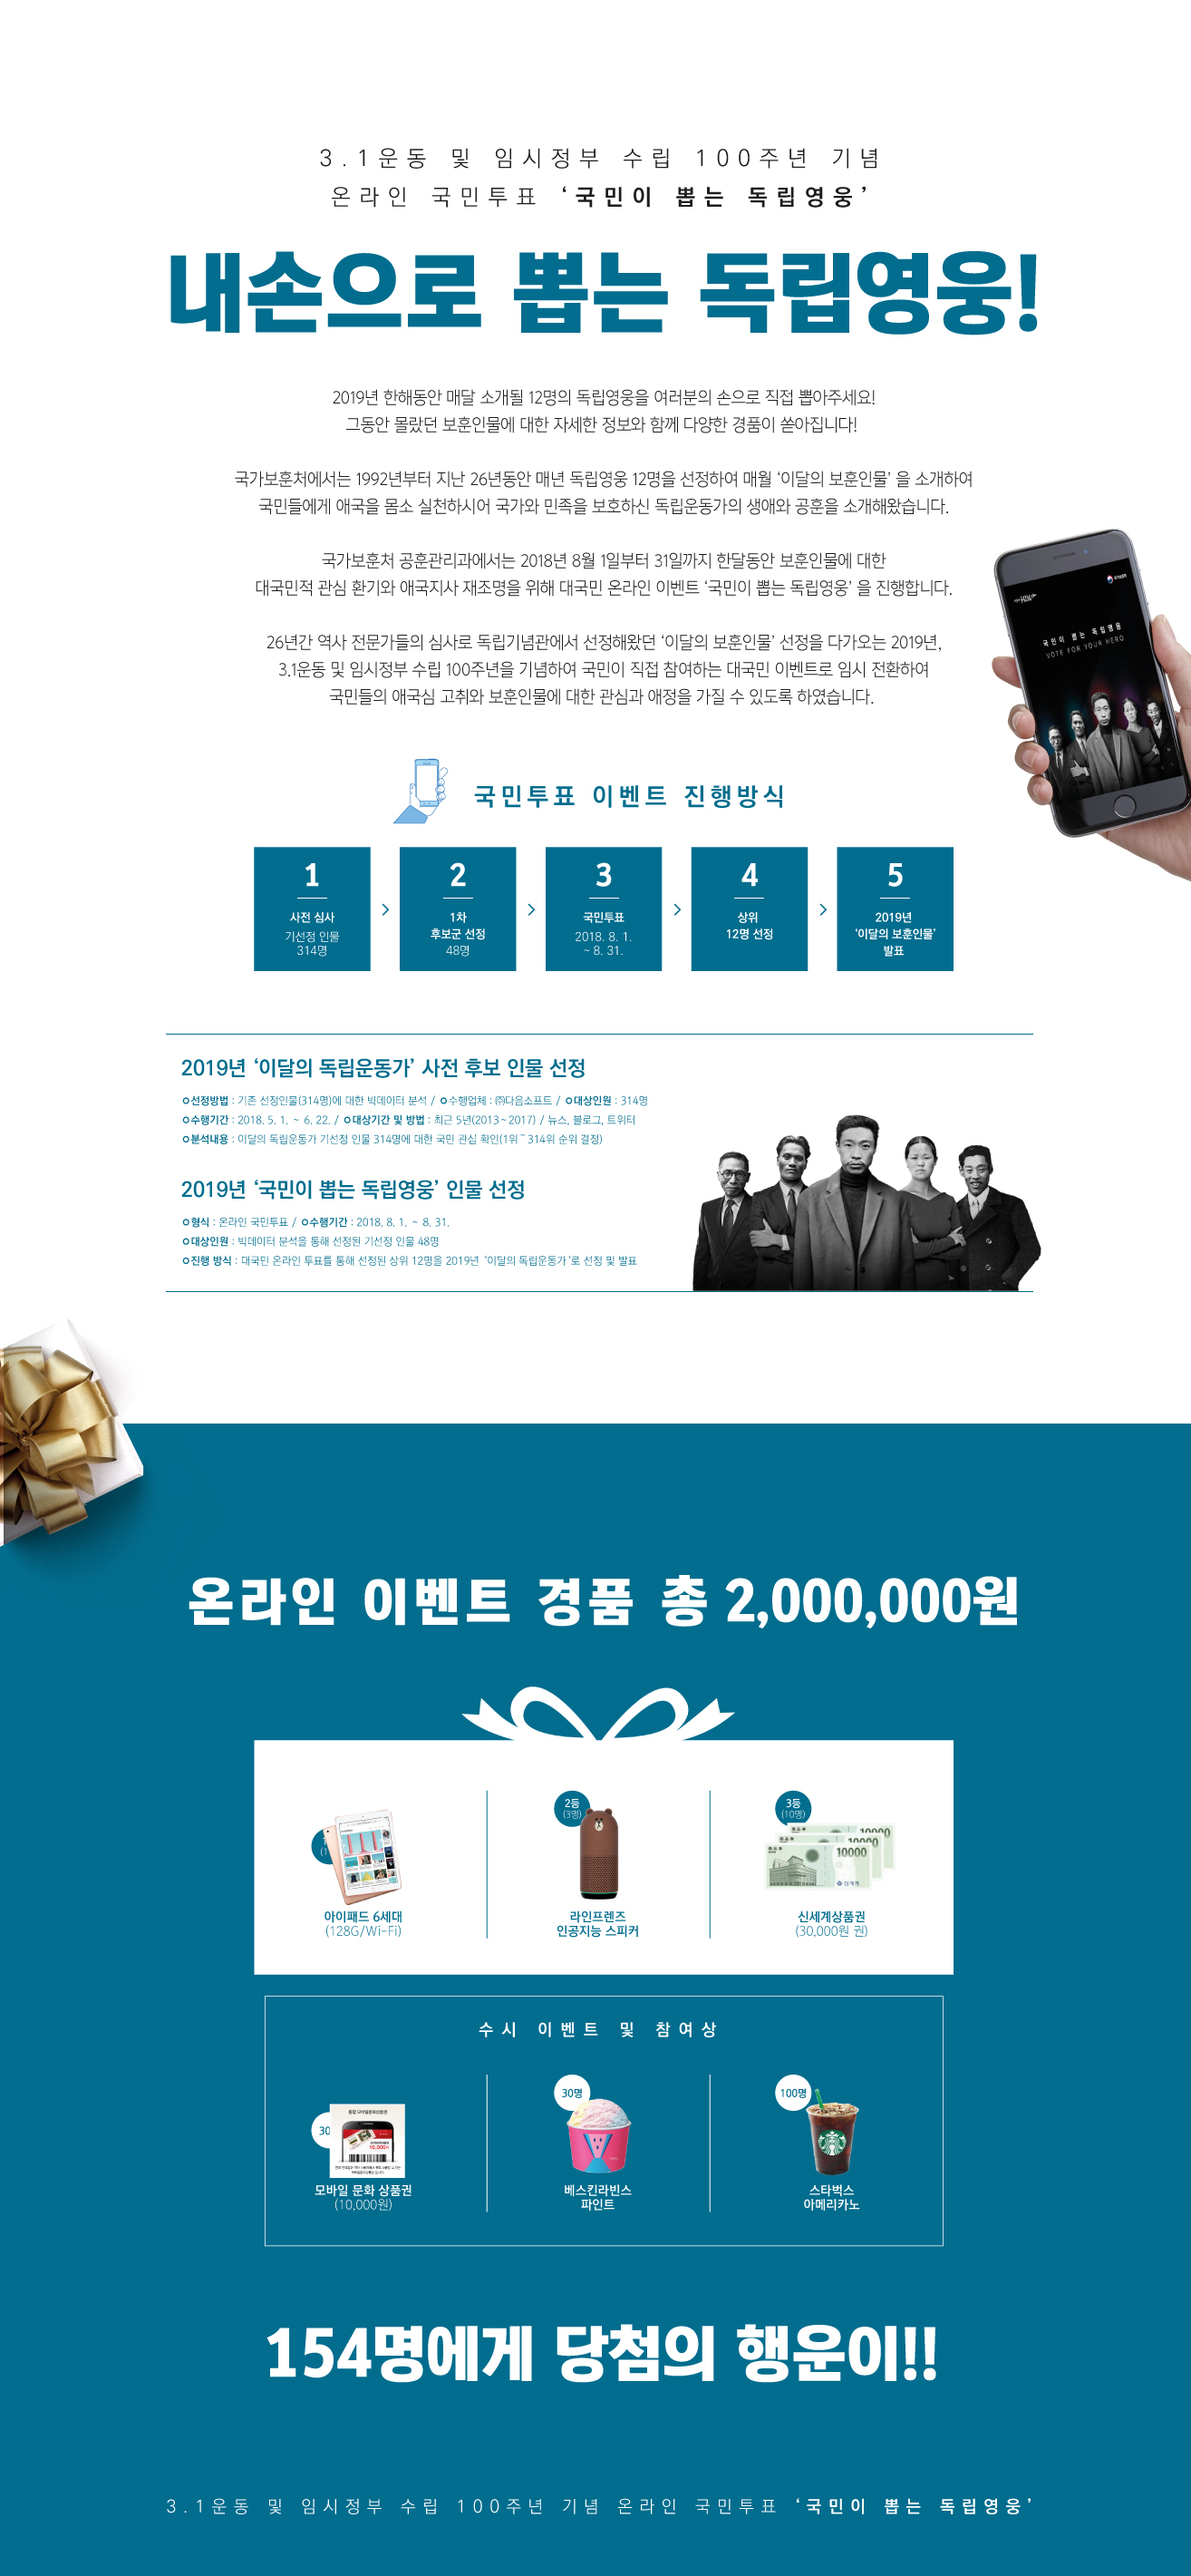 3.1운동 및 임시정부 수립 100주년 기념
온라인 국민투표 ‘국민이 뽑는 독립영웅’
내손으로 뽑는 독립영웅!
2019년 한해동안 매달 소개될 12명의 독립영웅을 여러분의 손으로 직접 뽑아주세요!
그동안 몰랐던 보훈인물에 대한 자세한 정보와 함께 다양한 경품이 쏟아집니다!
국가보훈처에서는 1992년부터 지난 26년동안 매년 독립영웅 12명을 선정하여 매월 ‘이달의 보훈인물’ 을 소개하여
국민들에게 애국을 몸소 실천하시어 국가와 민족을 보호하신 독립운동가의 생애와 공훈을 소개해왔습니다.
국가보훈처 공훈관리과에서는 2018년 8월 1일부터 31일까지 한달동안 보훈인물에 대한
대국민적 관심 환기와 애국지사 재조명을 위해 대국민 온라인 이벤트 ‘국민이 뽑는 독립영웅’ 을 진행합니다.
26년간 역사 전문가들의 심사로 독립기념관에서 선정해왔던 ‘이달의 보훈인물’ 선정을 다가오는 2019년,
3.1운동 및 임시정부 수립 100주년을 기념하여 국민이 직접 참여하는 대국민 이벤트로 임시 전환하여
국민들의 애국심 고취와 보훈인물에 대한 관심과 애정을 가질 수 있도록 하였습니다.
국민이 뽑는 독립영웅
VOTE FOR YOUR HERO
국민투표 이벤트 진행방식
1
사전 심사
기선정 인물
314명
2
1차
후보군 선정
48명
3
국민투표
2018. 8. 1.
~ 8. 31.
4
상위
12명 선정
5
2019년
‘이달의 보훈인물’
발표
2019년 ‘이달의 독립운동가’ 사전 후보 인물 선정
선정방법 : 기존 선정인물(314명)에 대한 빅데이터 분석 / 수행업체 : ㈜다음소프트 / 대상인원 : 314명
수행기간 : 2018. 5. 1. ~ 6. 22. / 대상기간 및 방법 : 최근 5년(2013~2017) / 뉴스, 블로그, 트위터
분석내용 : 이달의 독립운동가 기선정 인물 314명에 대한 국민 관심 확인(1위~314위 순위 결정)
2019년 ‘국민이 뽑는 독립영웅’ 인물 선정
형식 : 온라인 국민투표 / 수행기간 : 2018. 8. 1. ~ 8. 31.
대상인원 : 빅데이터 분석을 통해 선정된 기선정 인물 48명
진행 방식 : 대국민 온라인 투표를 통해 선정된 상위 12명을 2019년 ‘이달의 독립운동가’로 선정 및 발표
온라인 이벤트 경품 총 2,000,000원
2등
(3명)
3등
(10명)
10000
10000
10000
아이패드 6세대
(128G/Wi-Fi)
라인프렌즈
인공지능 스피커
신세계상품권
(30,000원 권)
수시 이벤트 및 참여상
30
30명
100명
10,000
모바일 문화 상품권
(10,000원)
베스킨라빈스
파인트
스타벅스
아메리카노
154명에게 당첨의 행운이!!
3.1운동 및 임시정부 수립 100주년 기념 온라인 국민투표 ‘국민이 뽑는 독립영웅’